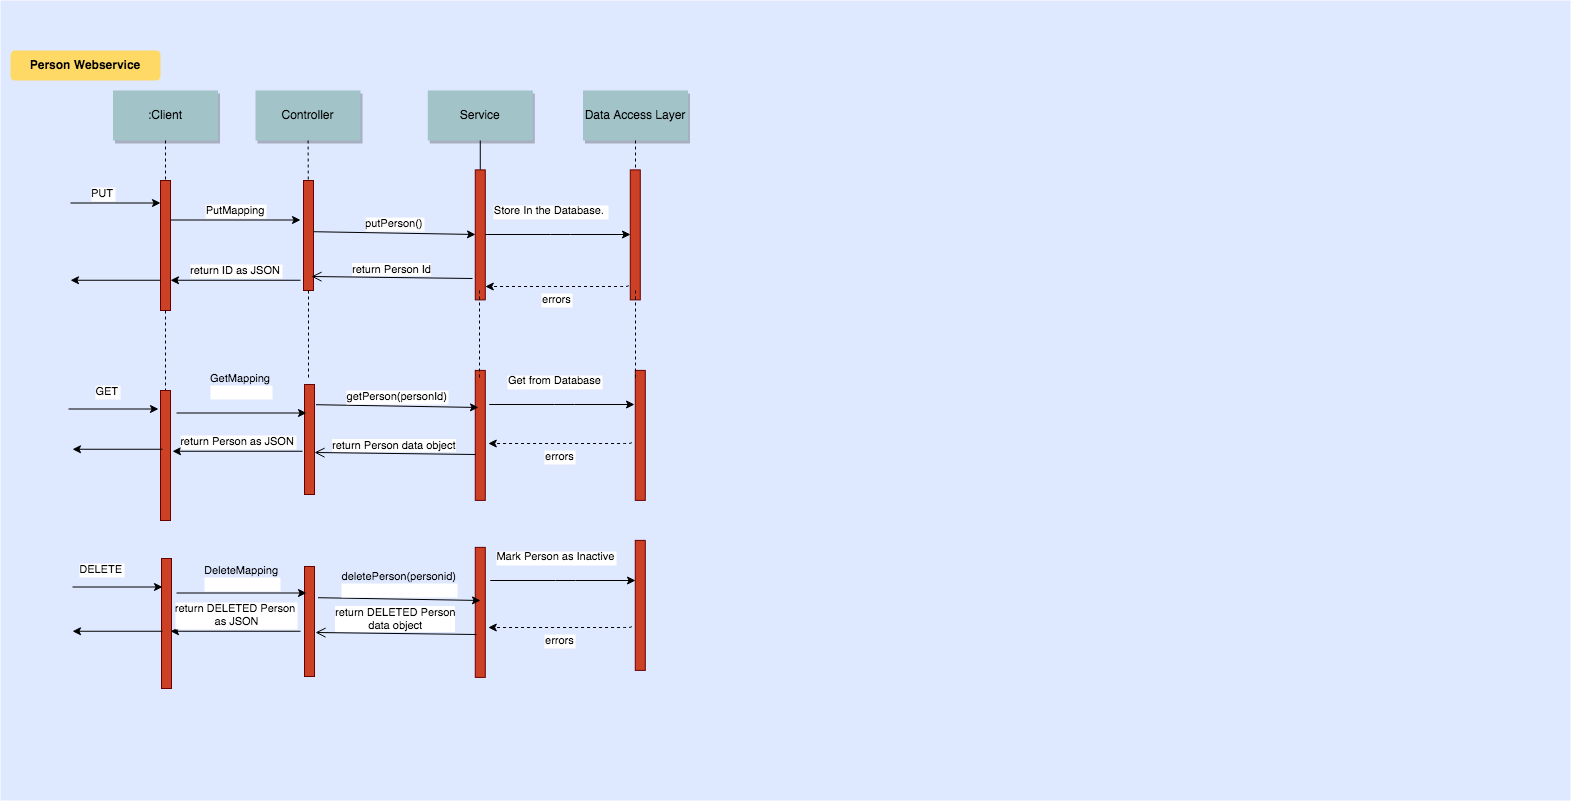 Person Webservice
:Client
Controller
Service
Data Access Layer
PUT
PutMapping
putPerson()
Store In the Database.
return ID as JSON
return Person Id
errors
GET
GetMapping
getPerson(personId)
Get from Database
return Person as JSON
return Person data object
errors
DELETE
DeleteMapping
deletePerson(personid)
Mark Person as Inactive
return DELETED Person
as JSON
return DELETED Person
data object
errors